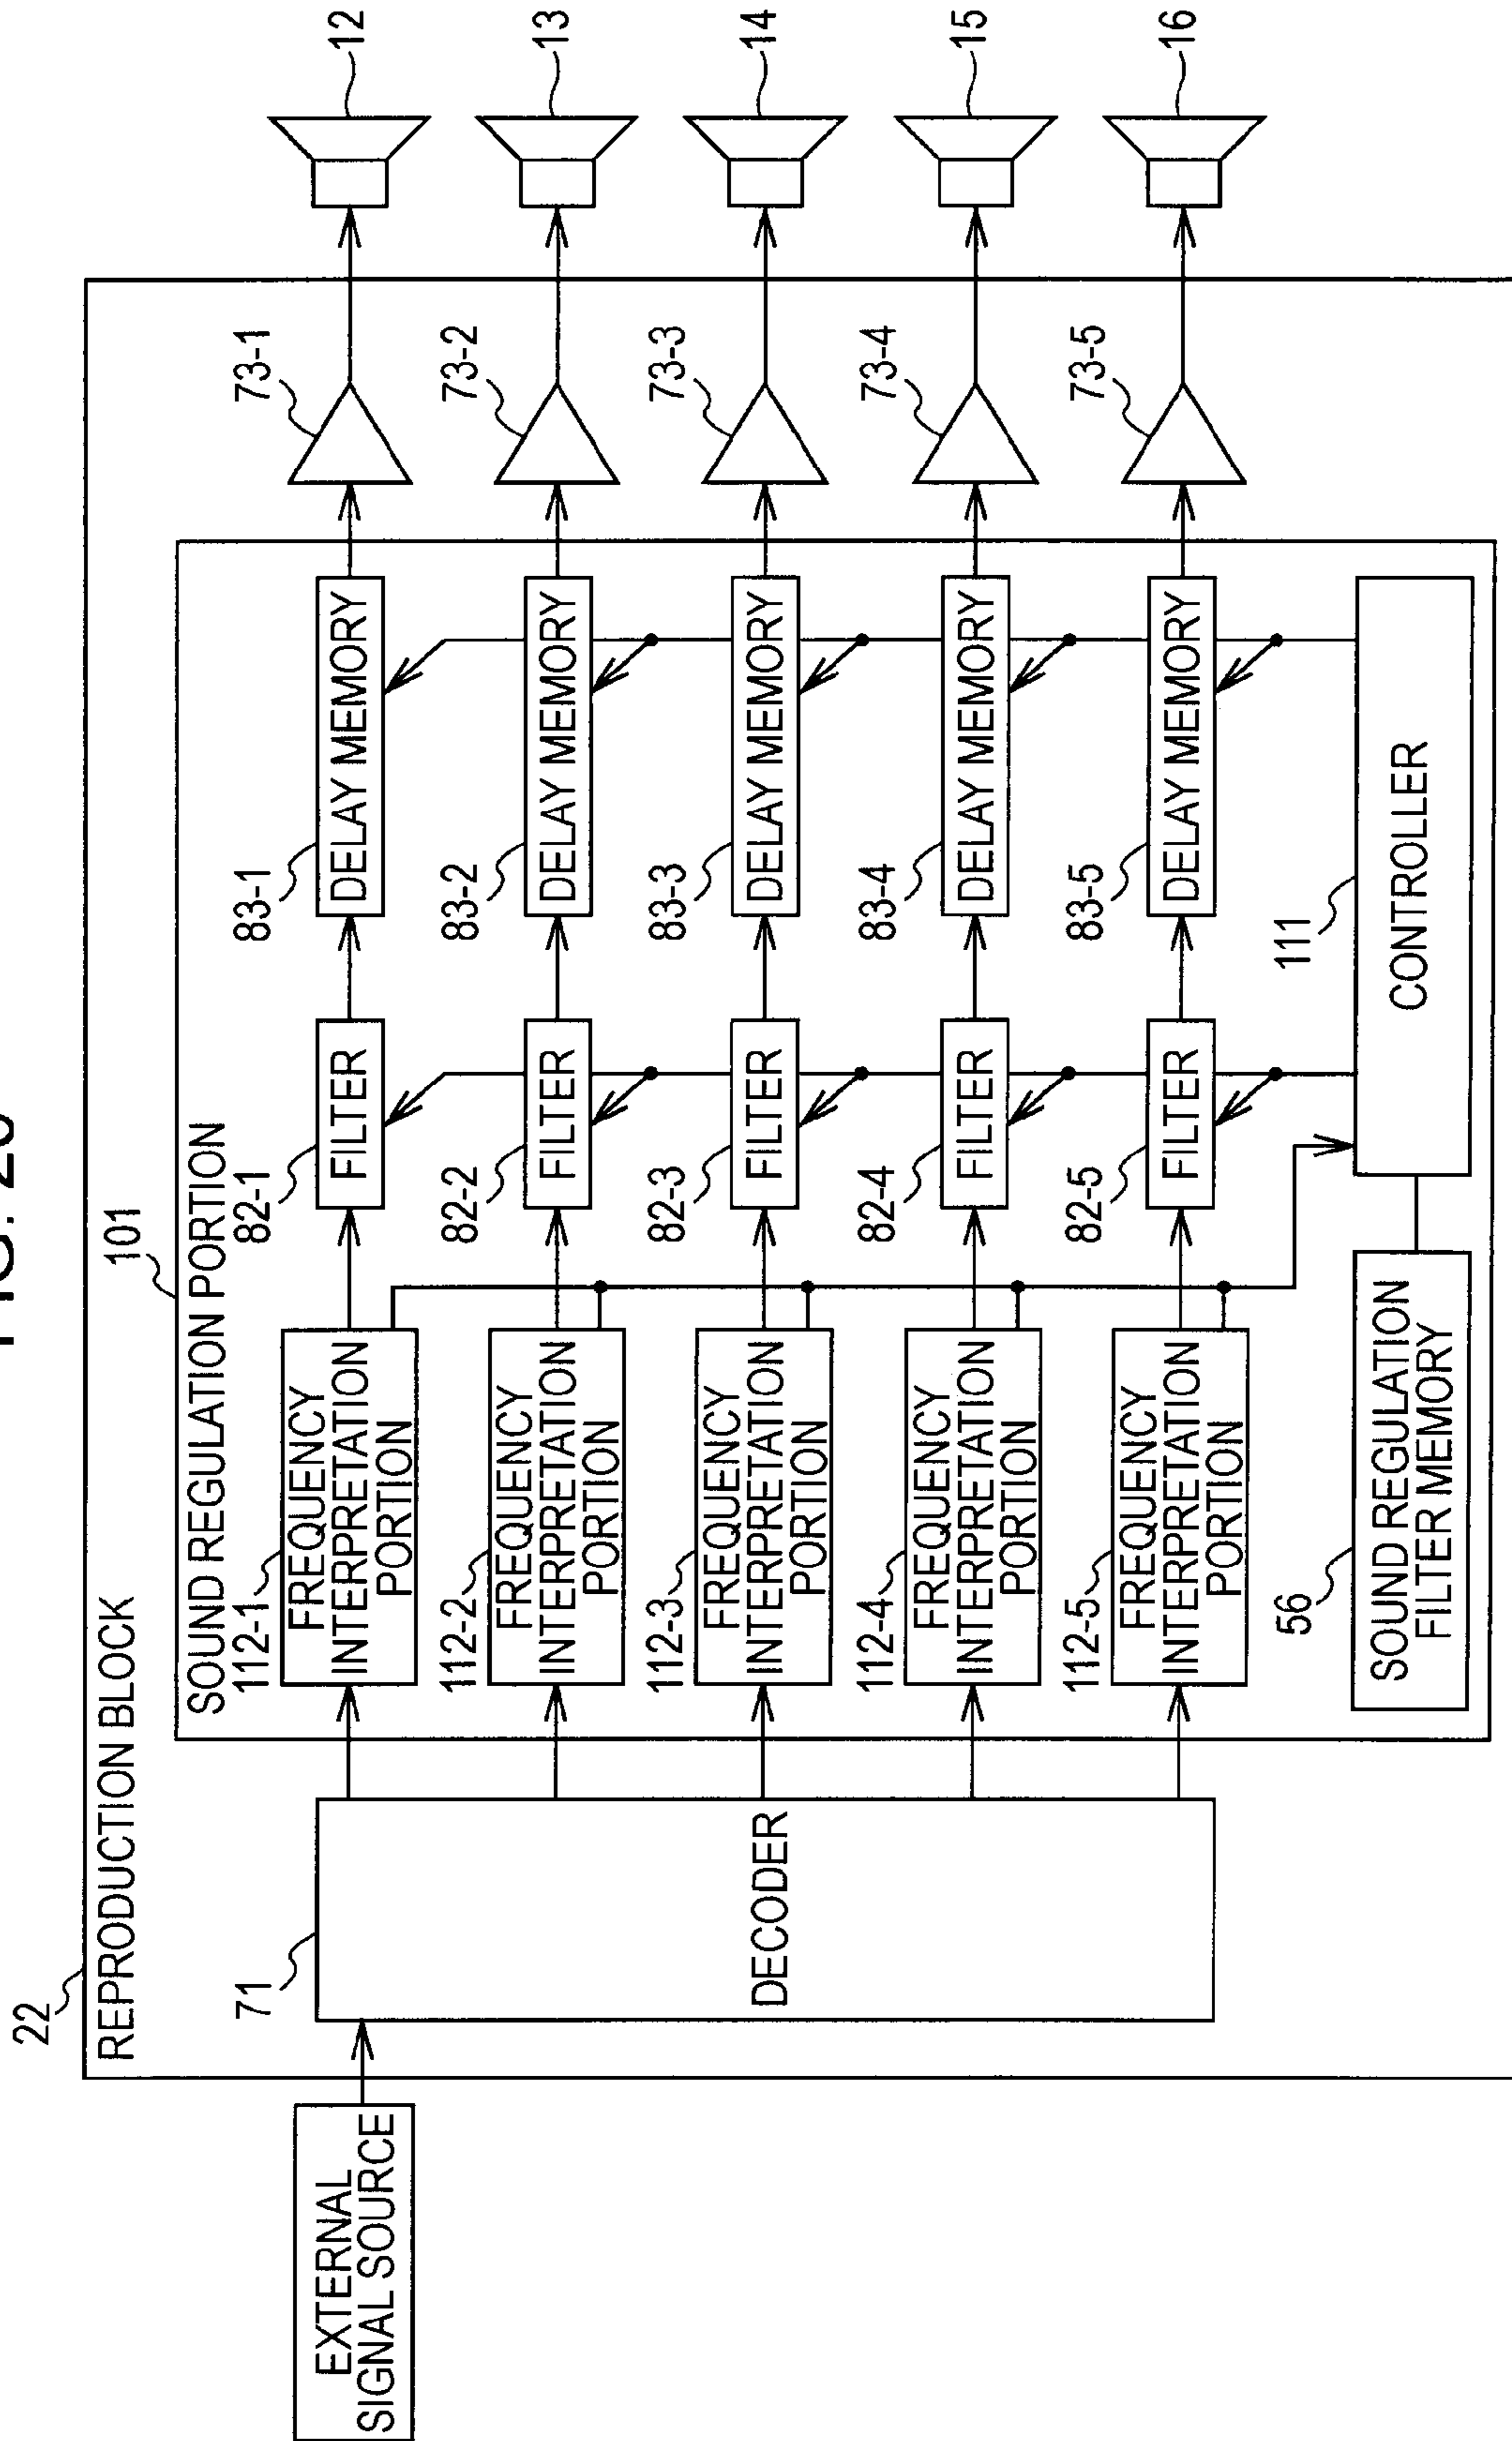 22
REPRODUCTION BLOCK
101
SOUND REGULATION PORTION
EXTERNAL
SIGNAL SOURCE
71
DECODER
112-1
FREQUENCY
INTERPRETATION
PORTION
82-1
FILTER
83-1
DELAY MEMORY
73-1
12
112-2
FREQUENCY
INTERPRETATION
PORTION
82-2
FILTER
83-2
DELAY MEMORY
73-2
13
112-3
FREQUENCY
INTERPRETATION
PORTION
82-3
FILTER
83-3
DELAY MEMORY
73-3
14
112-4
FREQUENCY
INTERPRETATION
PORTION
82-4
FILTER
83-4
DELAY MEMORY
73-4
15
112-5
FREQUENCY
INTERPRETATION
PORTION
82-5
FILTER
83-5
DELAY MEMORY
73-5
16
56
SOUND REGULATION
FILTER MEMORY
111
CONTROLLER